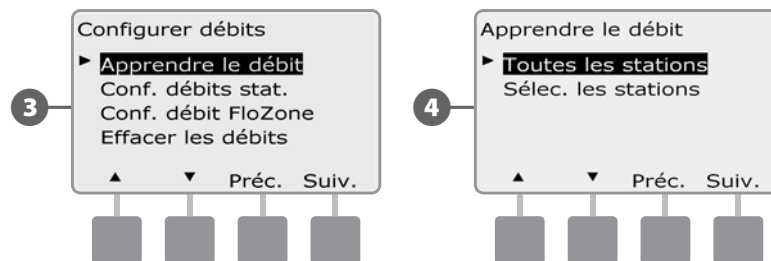 3
Configurer débits
► Apprendre le débit
Conf. débits stat.
Conf. débit FloZone
Effacer les débits
▲ ▼ Préc. Suiv.
4
Apprendre le débit
► Toutes les stations
Sélec. les stations
▲ ▼ Préc. Suiv.